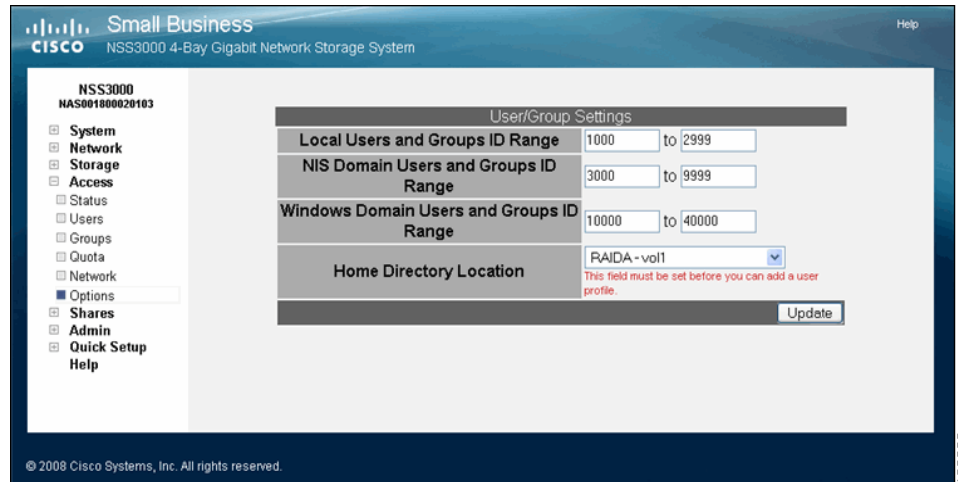 Small Business
Help
CISCO
NSS3000 4-Bay Gigabit Network Storage System
NSS3000
NAS001800020103
System
Network
Storage
Access
Status
Users
Groups
Quota
Network
Options
Shares
Admin
Quick Setup
Help
User/Group Settings
Local Users and Groups ID Range
1000 to 2999
NIS Domain Users and Groups ID
Range
3000 to 9999
Windows Domain Users and Groups ID
Range
10000 to 40000
Home Directory Location
RAIDA-vol1
This field must be set before you can add a user
profile.
Update
© 2008 Cisco Systems, Inc. All rights reserved.